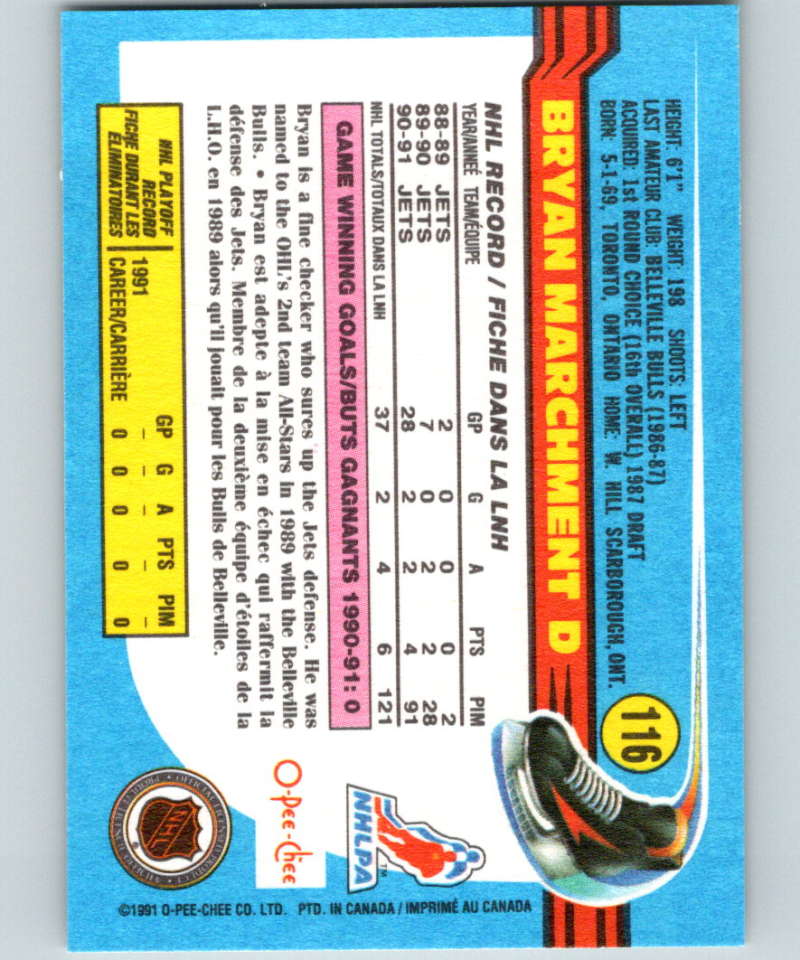 116
HEIGHT: 6'1" WEIGHT: 198 SHOOTS: LEFT
LAST AMATEUR CLUB: BELLEVILLE BULLS (1986-87)
ACQUIRED: 1st ROUND CHOICE (16th OVERALL) 1987 DRAFT
BORN: 5-1-69, TORONTO, ONTARIO HOME: W. HILL SCARBOROUGH, ONT.
BRYAN MARCHMENT D
NHL RECORD / FICHE DANS LA LNH
YEAR/ANNÉE TEAM/ÉQUIPE GP G A PTS PIM
88-89 JETS 2 0 0 0 2
89-90 JETS 7 0 2 2 28
90-91 JETS 28 2 2 4 91
NHL TOTALS/TOTAUX DANS LA LNH 37 2 4 6 121
GAME WINNING GOALS/BUTS GAGNANTS 1990-91: 0
Bryan is a fine checker who sures up the Jets defense. He was
named to the OHL's 2nd team All-Stars in 1989 with the Belleville
Bulls. • Bryan est adepte à la mise en échec qui raffermit la
défense des Jets. Membre de la deuxième équipe d'étoiles de la
L.H.O. en 1989 alors qu'il jouait pour les Bulls de Belleville.
NHL PLAYOFF
RECORD
FICHE DURANT LES
ÉLIMINATOIRES
GP G A PTS PIM
1991 – – – – –
CAREER/CARRIÈRE 0 0 0 0 0
NHLPA™
O-Pee-Chee
NHL
©1991 O-PEE-CHEE CO. LTD. PTD. IN CANADA / IMPRIMÉ AU CANADA